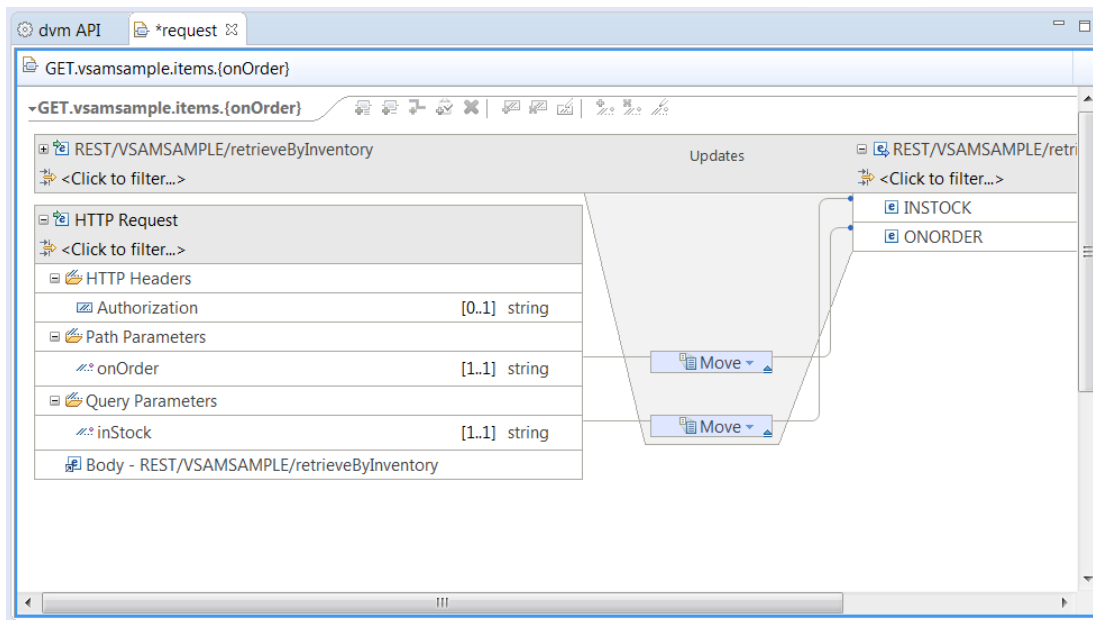 dvm API
*request
GET.vsamsample.items.{onOrder}
GET.vsamsample.items.{onOrder}
REST/VSAMSAMPLE/retrieveByInventory
<Click to filter...>
Updates
REST/VSAMSAMPLE/retri
<Click to filter...>
INSTOCK
ONORDER
HTTP Request
<Click to filter...>
HTTP Headers
Authorization [0..1] string
Path Parameters
onOrder [1..1] string
Move
Query Parameters
inStock [1..1] string
Move
Body - REST/VSAMSAMPLE/retrieveByInventory